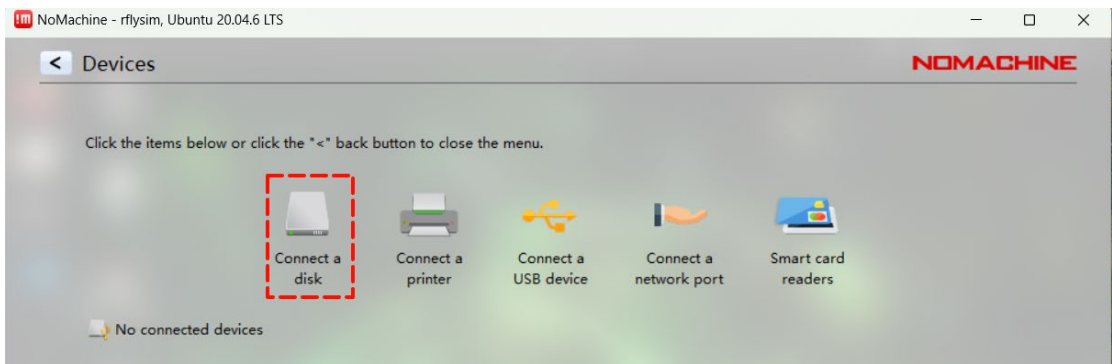 NoMachine - rflysim, Ubuntu 20.04.6 LTS
< Devices
NOMACHINE
Click the items below or click the "<" back button to close the menu.
Connect a disk
Connect a printer
Connect a USB device
Connect a network port
Smart card readers
No connected devices